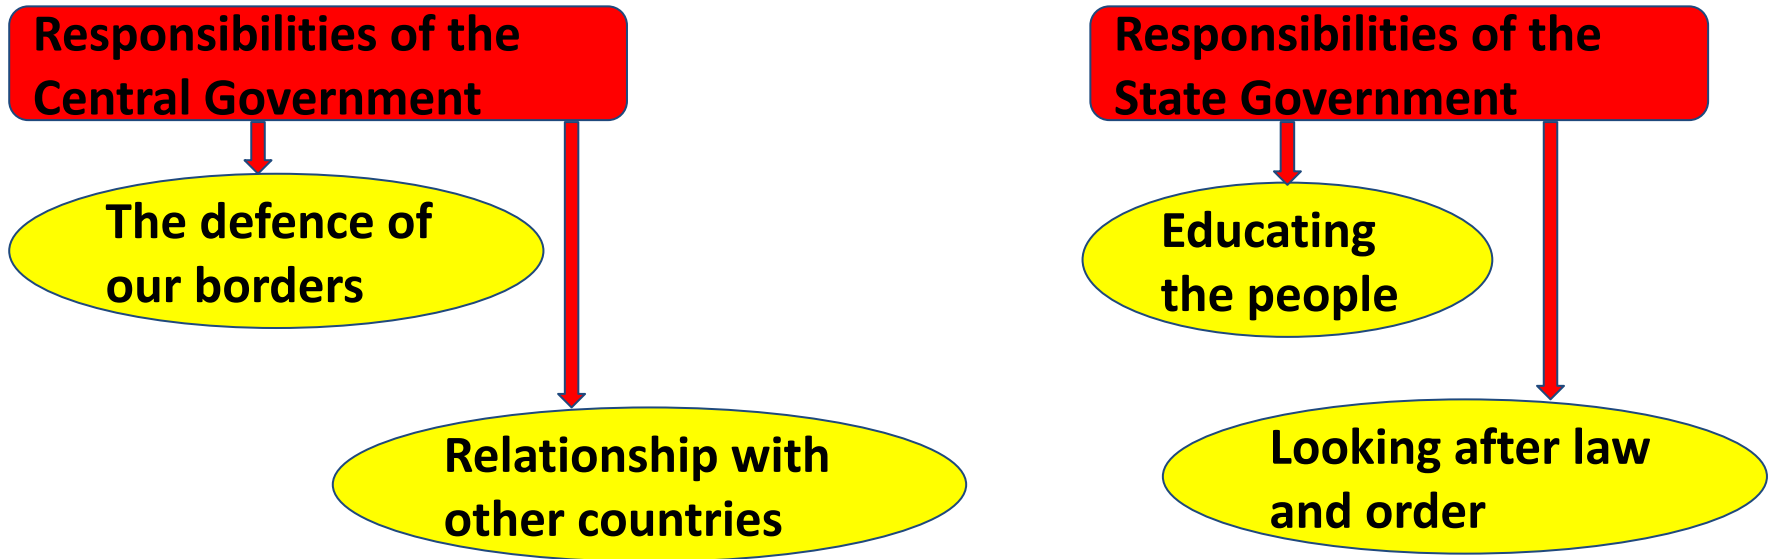 Responsibilities of the
Central Government
The defence of
our borders
Relationship with
other countries
Responsibilities of the
State Government
Educating
the people
Looking after law
and order